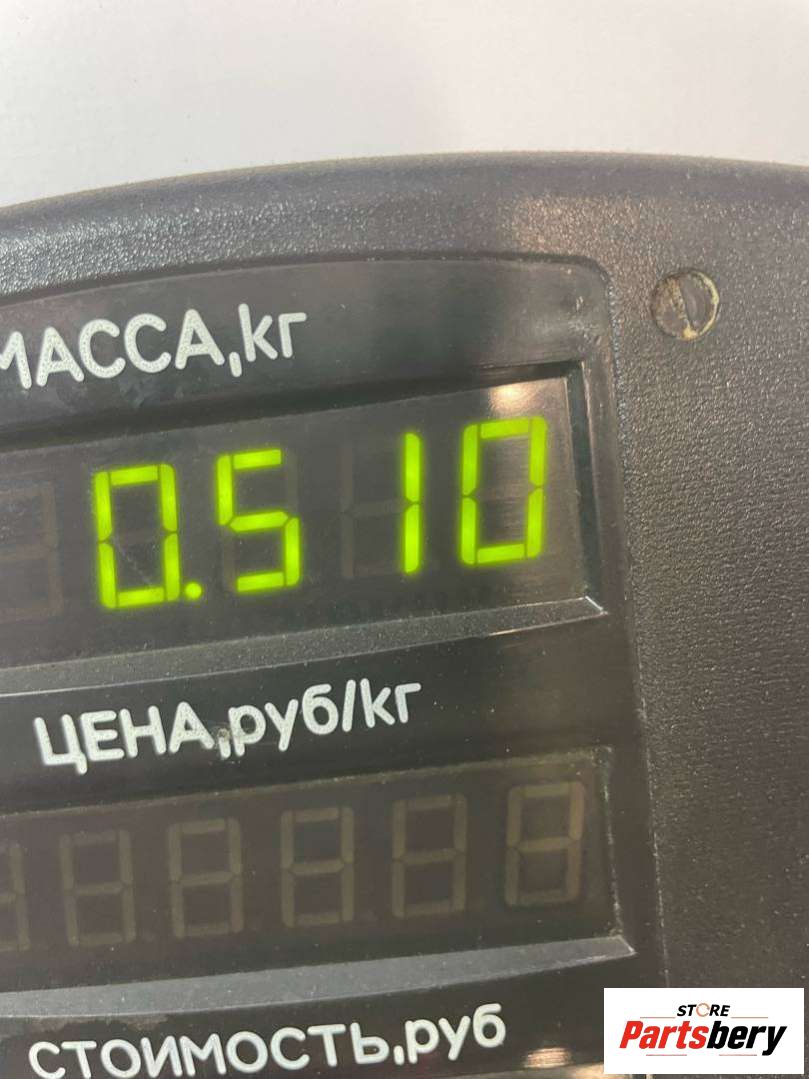 МАССА,кг
0.510
ЦЕНА,руб/кг
СТОИМОСТЬ,руб
STORE
Partsbery